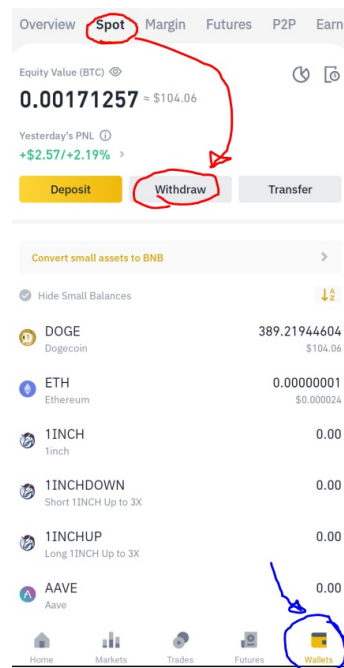 Overview Spot Margin Futures P2P Earn
Equity Value (BTC)
0.00171257 ≈ $104.06
Yesterday's PNL
+$2.57/+2.19% >
Deposit Withdraw Transfer
Convert small assets to BNB >
Hide Small Balances
DOGE 389.21944604
Dogecoin $104.06
ETH 0.00000001
Ethereum $0.000024
1INCH 0.00
1inch
1INCHDOWN 0.00
Short 1INCH Up to 3X
1INCHUP 0.00
Long 1INCH Up to 3X
AAVE 0.00
Aave
Home Markets Trades Futures Wallets